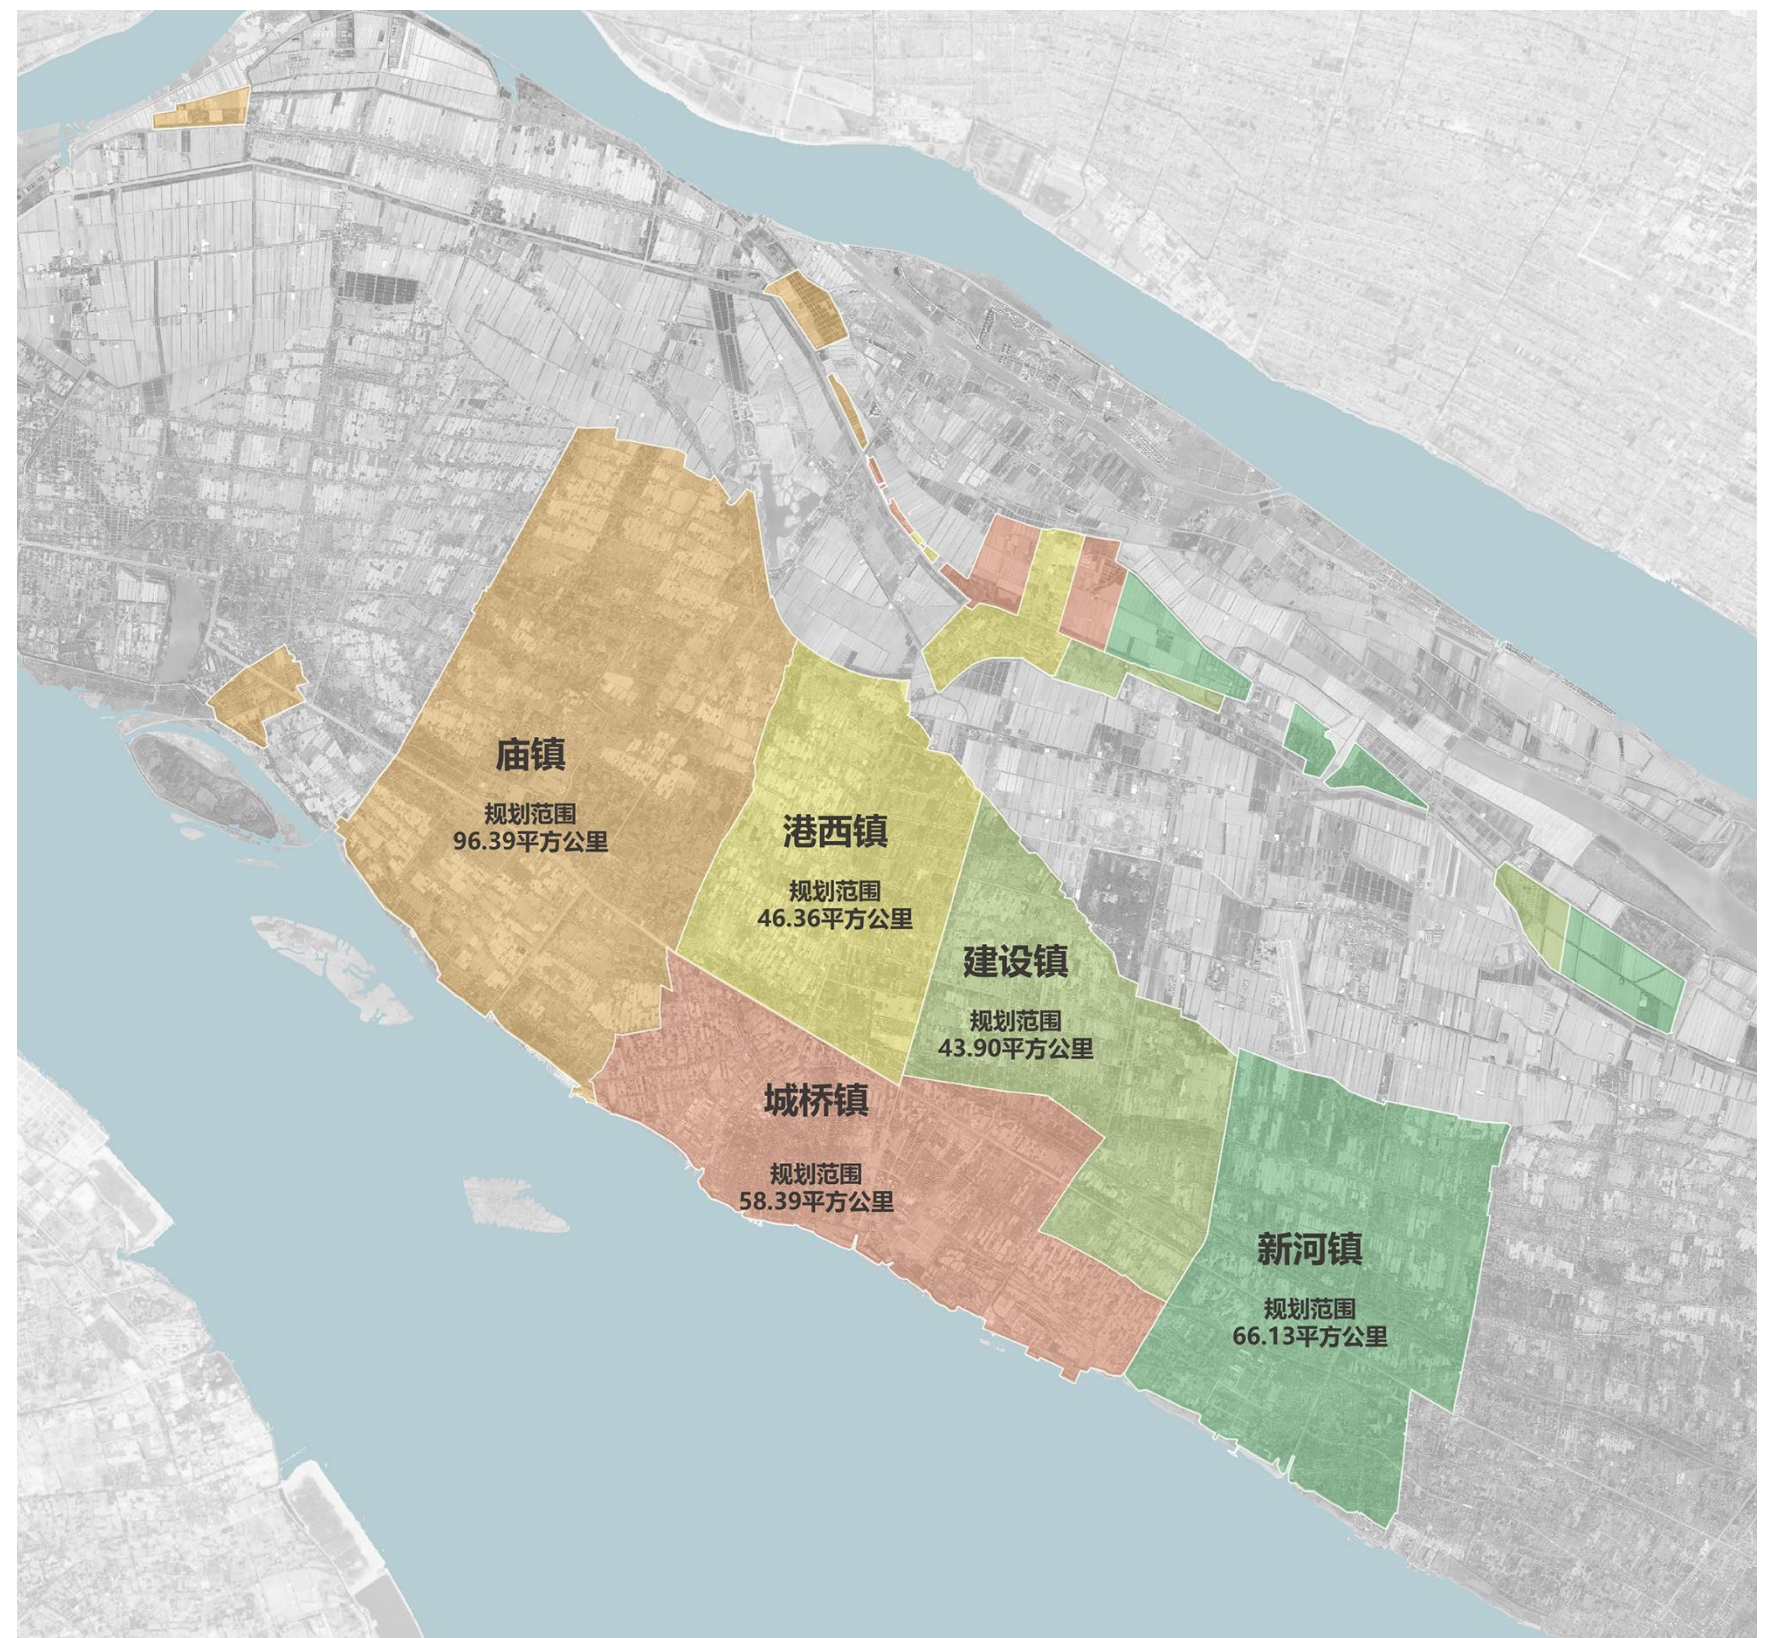 庙镇
规划范围
96.39平方公里
港西镇
规划范围
46.36平方公里
建设镇
规划范围
43.90平方公里
城桥镇
规划范围
58.39平方公里
新河镇
规划范围
66.13平方公里